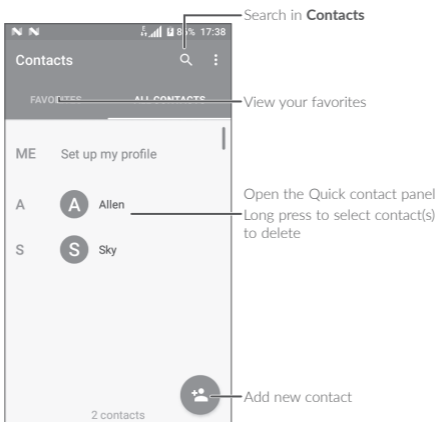 Search in Contacts
86% 17:38
Contacts
FAVORITES ALL CONTACTS
View your favorites
ME Set up my profile
A A Allen
Open the Quick contact panel
Long press to select contact(s)
to delete
S S Sky
Add new contact
2 contacts